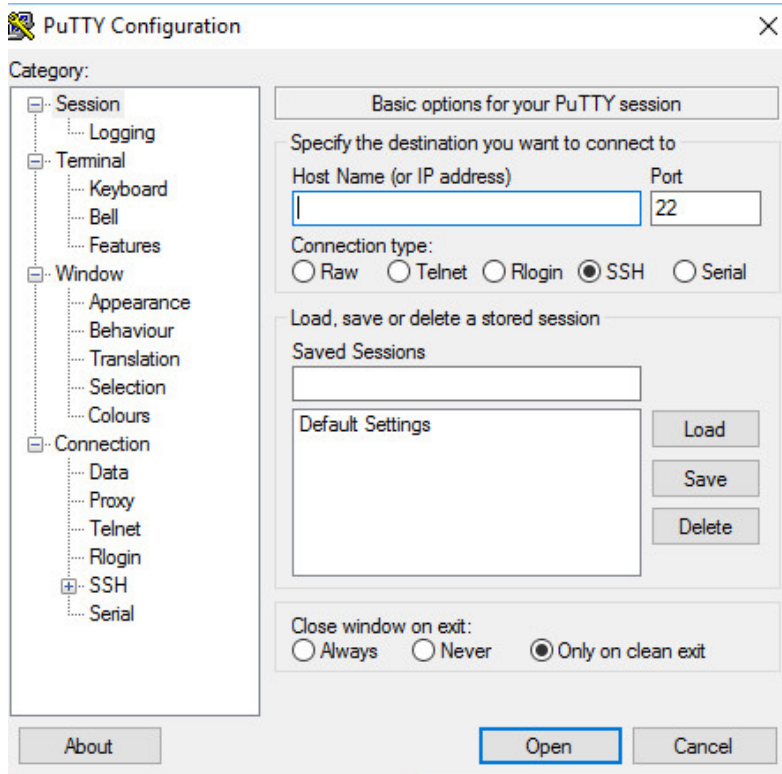 PuTTY Configuration
Category:
Session
Logging
Terminal
Keyboard
Bell
Features
Window
Appearance
Behaviour
Translation
Selection
Colours
Connection
Data
Proxy
Telnet
Rlogin
SSH
Serial
Basic options for your PuTTY session
Specify the destination you want to connect to
Host Name (or IP address) Port
22
Connection type:
Raw Telnet Rlogin SSH Serial
Load, save or delete a stored session
Saved Sessions
Default Settings
Load
Save
Delete
Close window on exit:
Always Never Only on clean exit
About Open Cancel